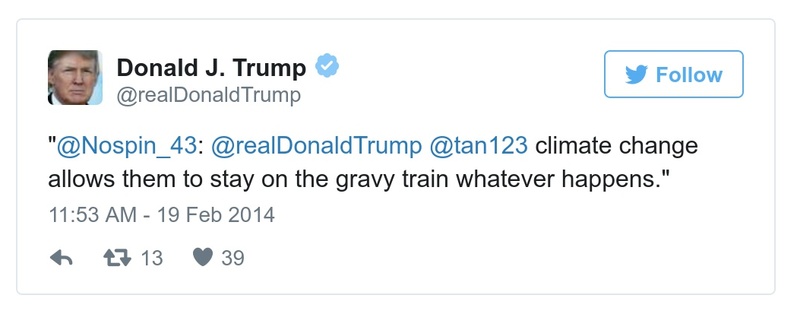 Donald J. Trump
@realDonaldTrump
Follow
"@Nospin_43: @realDonaldTrump @tan123 climate change
allows them to stay on the gravy train whatever happens."
11:53 AM - 19 Feb 2014
13 39